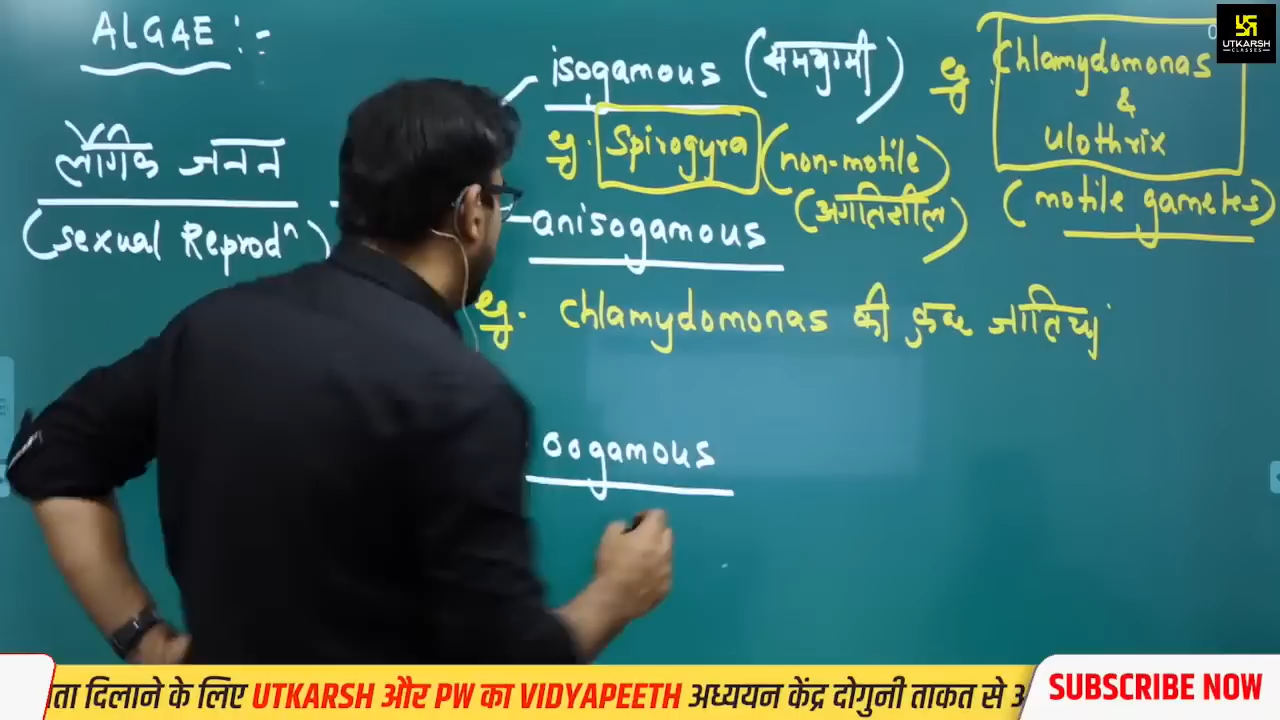 ALGAE :-
लैंगिक जनन
(sexual Reprodⁿ)
isogamous (समयुग्मी)
eg. Spirogyra (non-motile)
(अगतिशील)
eg. Chlamydomonas
&
ulothrix
(motile gametes)
anisogamous
eg. Chlamydomonas की कुछ जातियां
oogamous
UTKARSH
CLASSES
ता दिलाने के लिए UTKARSH और PW का VIDYAPEETH अध्ययन केंद्र दोगुनी ताकत से
SUBSCRIBE NOW